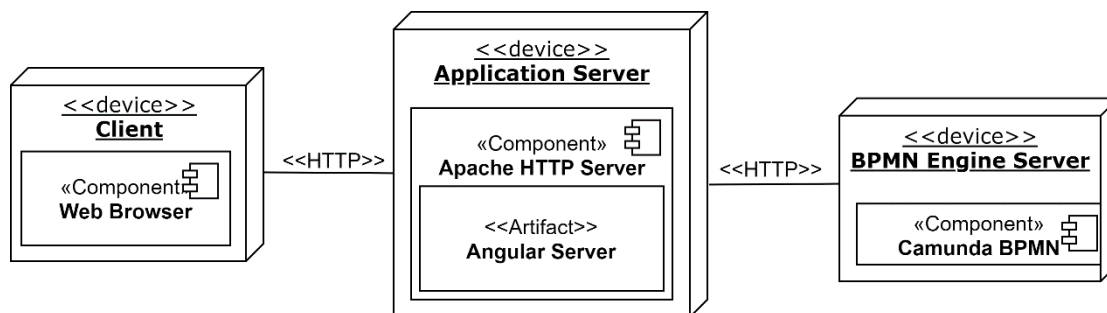 <<device>>
Client
«Component»
Web Browser
<<HTTP>>
<<device>>
Application Server
«Component»
Apache HTTP Server
<<Artifact>>
Angular Server
<<HTTP>>
<<device>>
BPMN Engine Server
«Component»
Camunda BPMN